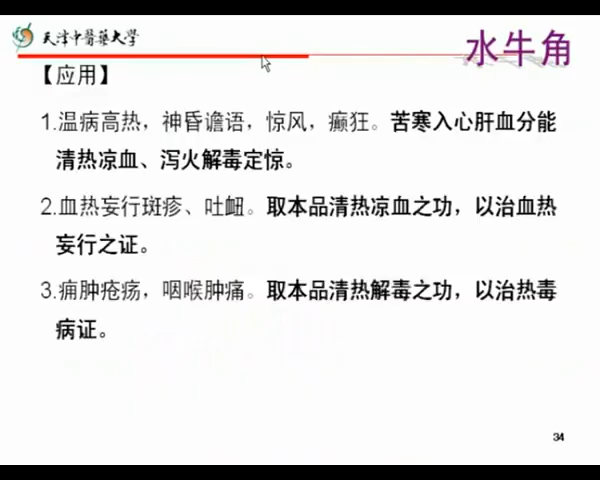 天津中医药大学
水牛角
【应用】
1.温病高热，神昏谵语，惊风，癫狂。苦寒入心肝血分能
清热凉血、泻火解毒定惊。
2.血热妄行斑疹、吐衄。取本品清热凉血之功，以治血热
妄行之证。
3.痈肿疮疡，咽喉肿痛。取本品清热解毒之功，以治热毒
病证。
34